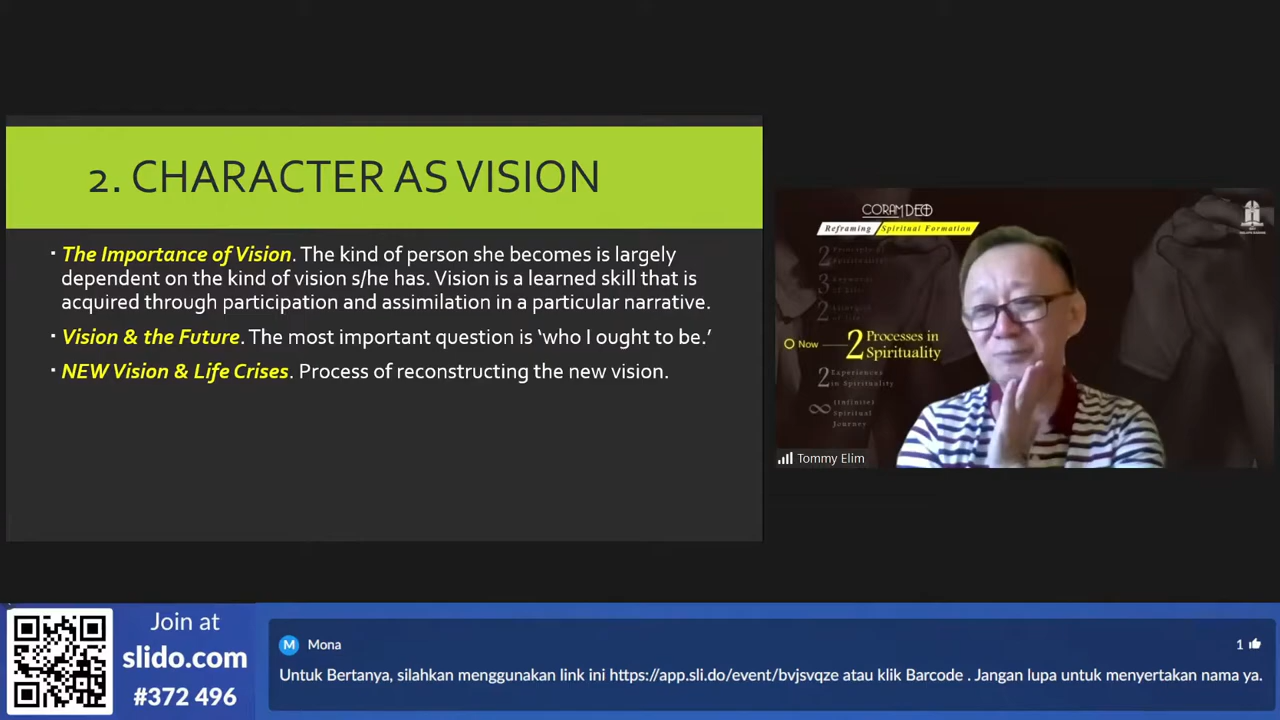 2. CHARACTER AS VISION
▪ The Importance of Vision. The kind of person she becomes is largely
dependent on the kind of vision s/he has. Vision is a learned skill that is
acquired through participation and assimilation in a particular narrative.
▪ Vision & the Future. The most important question is ‘who I ought to be.’
▪ NEW Vision & Life Crises. Process of reconstructing the new vision.
CORAM DEO
Reframing Spiritual Formation
Now
2 Processes in
Spirituality
2 Experiences
in Spirituality
∞ (In)finite
Spiritual
Journey
Tommy Elim
Join at
slido.com
#372 496
M Mona
1
Untuk Bertanya, silahkan menggunakan link ini https://app.sli.do/event/bvjsvqze atau klik Barcode . Jangan lupa untuk menyertakan nama ya.